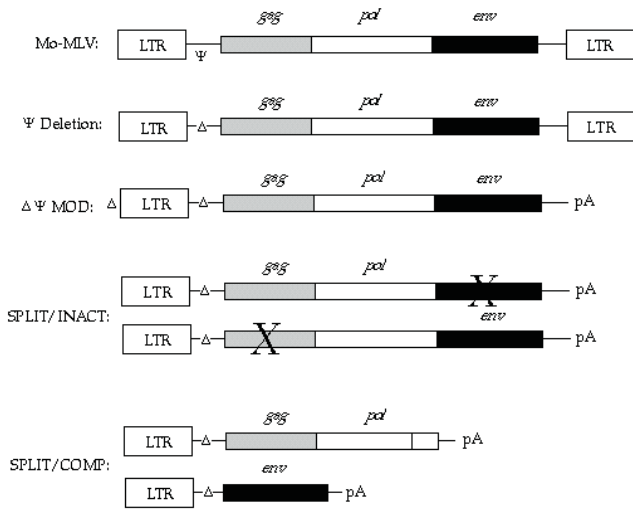 gag pol env
Mo-MLV: LTR Ψ LTR
gag pol env
Ψ Deletion: LTR Δ LTR
gag pol env
Δ Ψ MOD: Δ LTR Δ pA
gag pol
LTR Δ X pA
SPLIT/INACT: env
LTR Δ X pA
gag pol
LTR Δ pA
SPLIT/COMP: env
LTR Δ pA